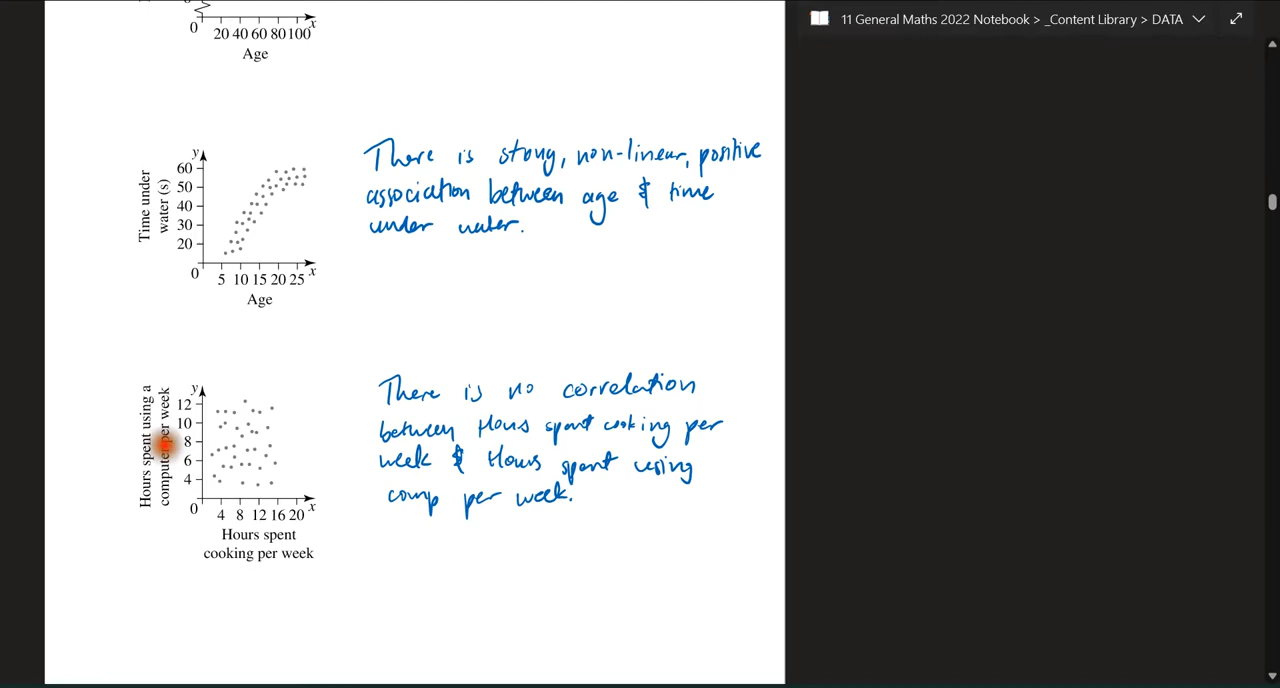 11 General Maths 2022 Notebook > _Content Library > DATA
0
20 40 60 80 100 x
Age
Time under
water (s)
y
60
50
40
30
20
0
5 10 15 20 25 x
Age
There is strong, non-linear, positive
association between age & time
under water.
Hours spent using a
computer per week
y
12
10
8
6
4
0
4 8 12 16 20 x
Hours spent
cooking per week
There is no correlation
between Hours spent cooking per
week & Hours spent using
comp per week.